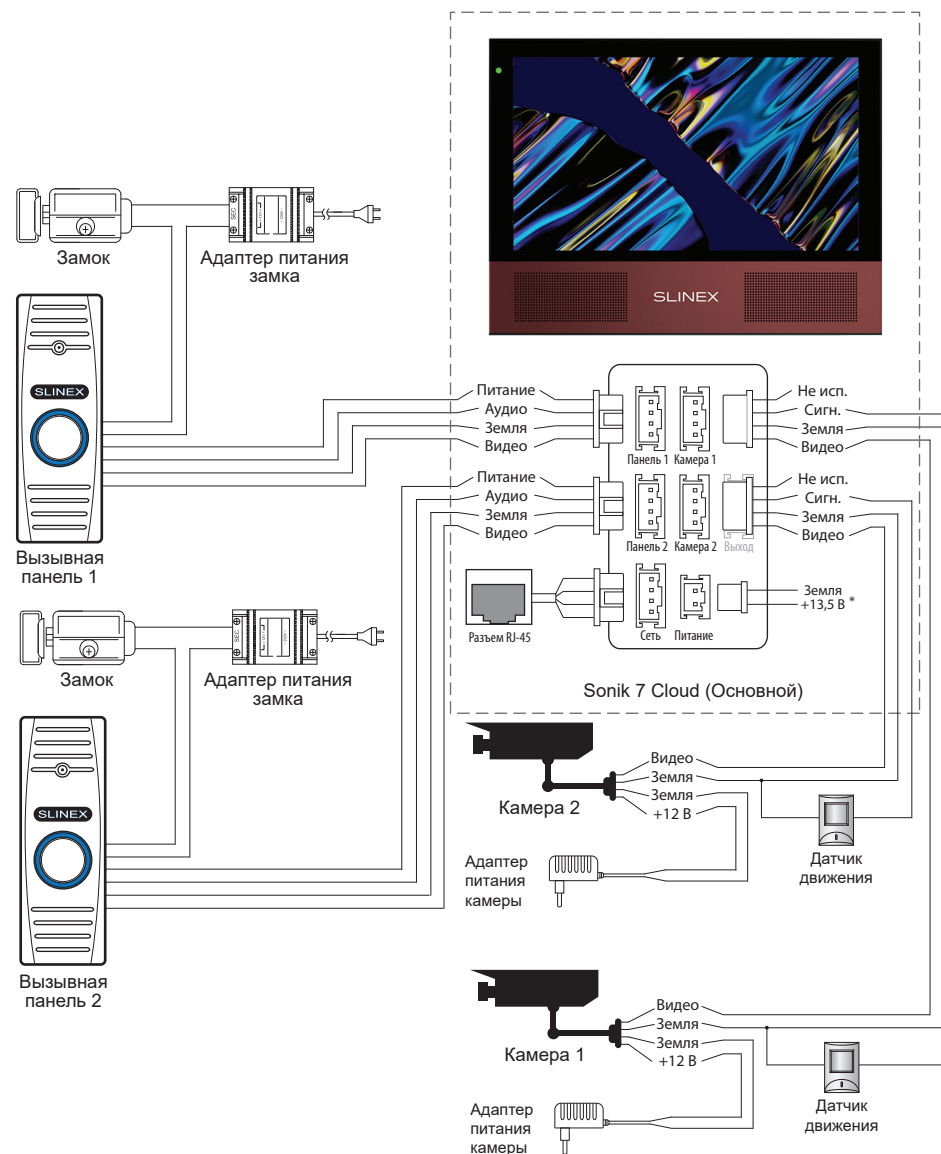 SLINEX
Замок
Адаптер питания
замка
SEC
SLINEX
Вызывная
панель 1
Питание
Аудио
Земля
Видео
Панель 1
Камера 1
Не исп.
Сигн.
Земля
Видео
Питание
Аудио
Земля
Видео
Панель 2
Камера 2
Выход
Не исп.
Сигн.
Земля
Видео
Разъем RJ-45
Сеть
Питание
Земля
+13,5 В *
Sonik 7 Cloud (Основной)
Замок
Адаптер питания
замка
SEC
SLINEX
Вызывная
панель 2
Камера 2
Видео
Земля
Земля
+12 В
Адаптер
питания
камеры
Датчик
движения
Камера 1
Видео
Земля
Земля
+12 В
Адаптер
питания
камеры
Датчик
движения